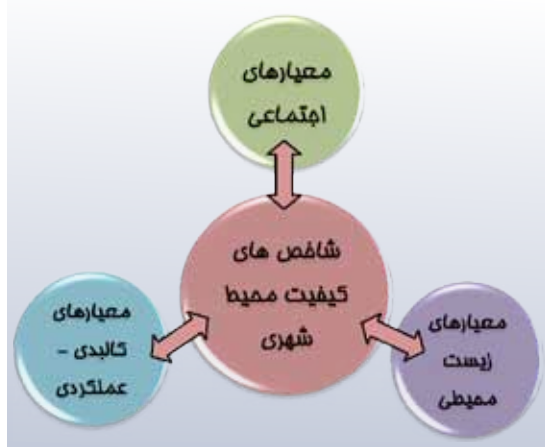 معیارهای
اجتماعی
شاخص های
کیفیت محیط
شهری
معیارهای
زیست
محیطی
معیارهای
کالبدی -
عملکردی